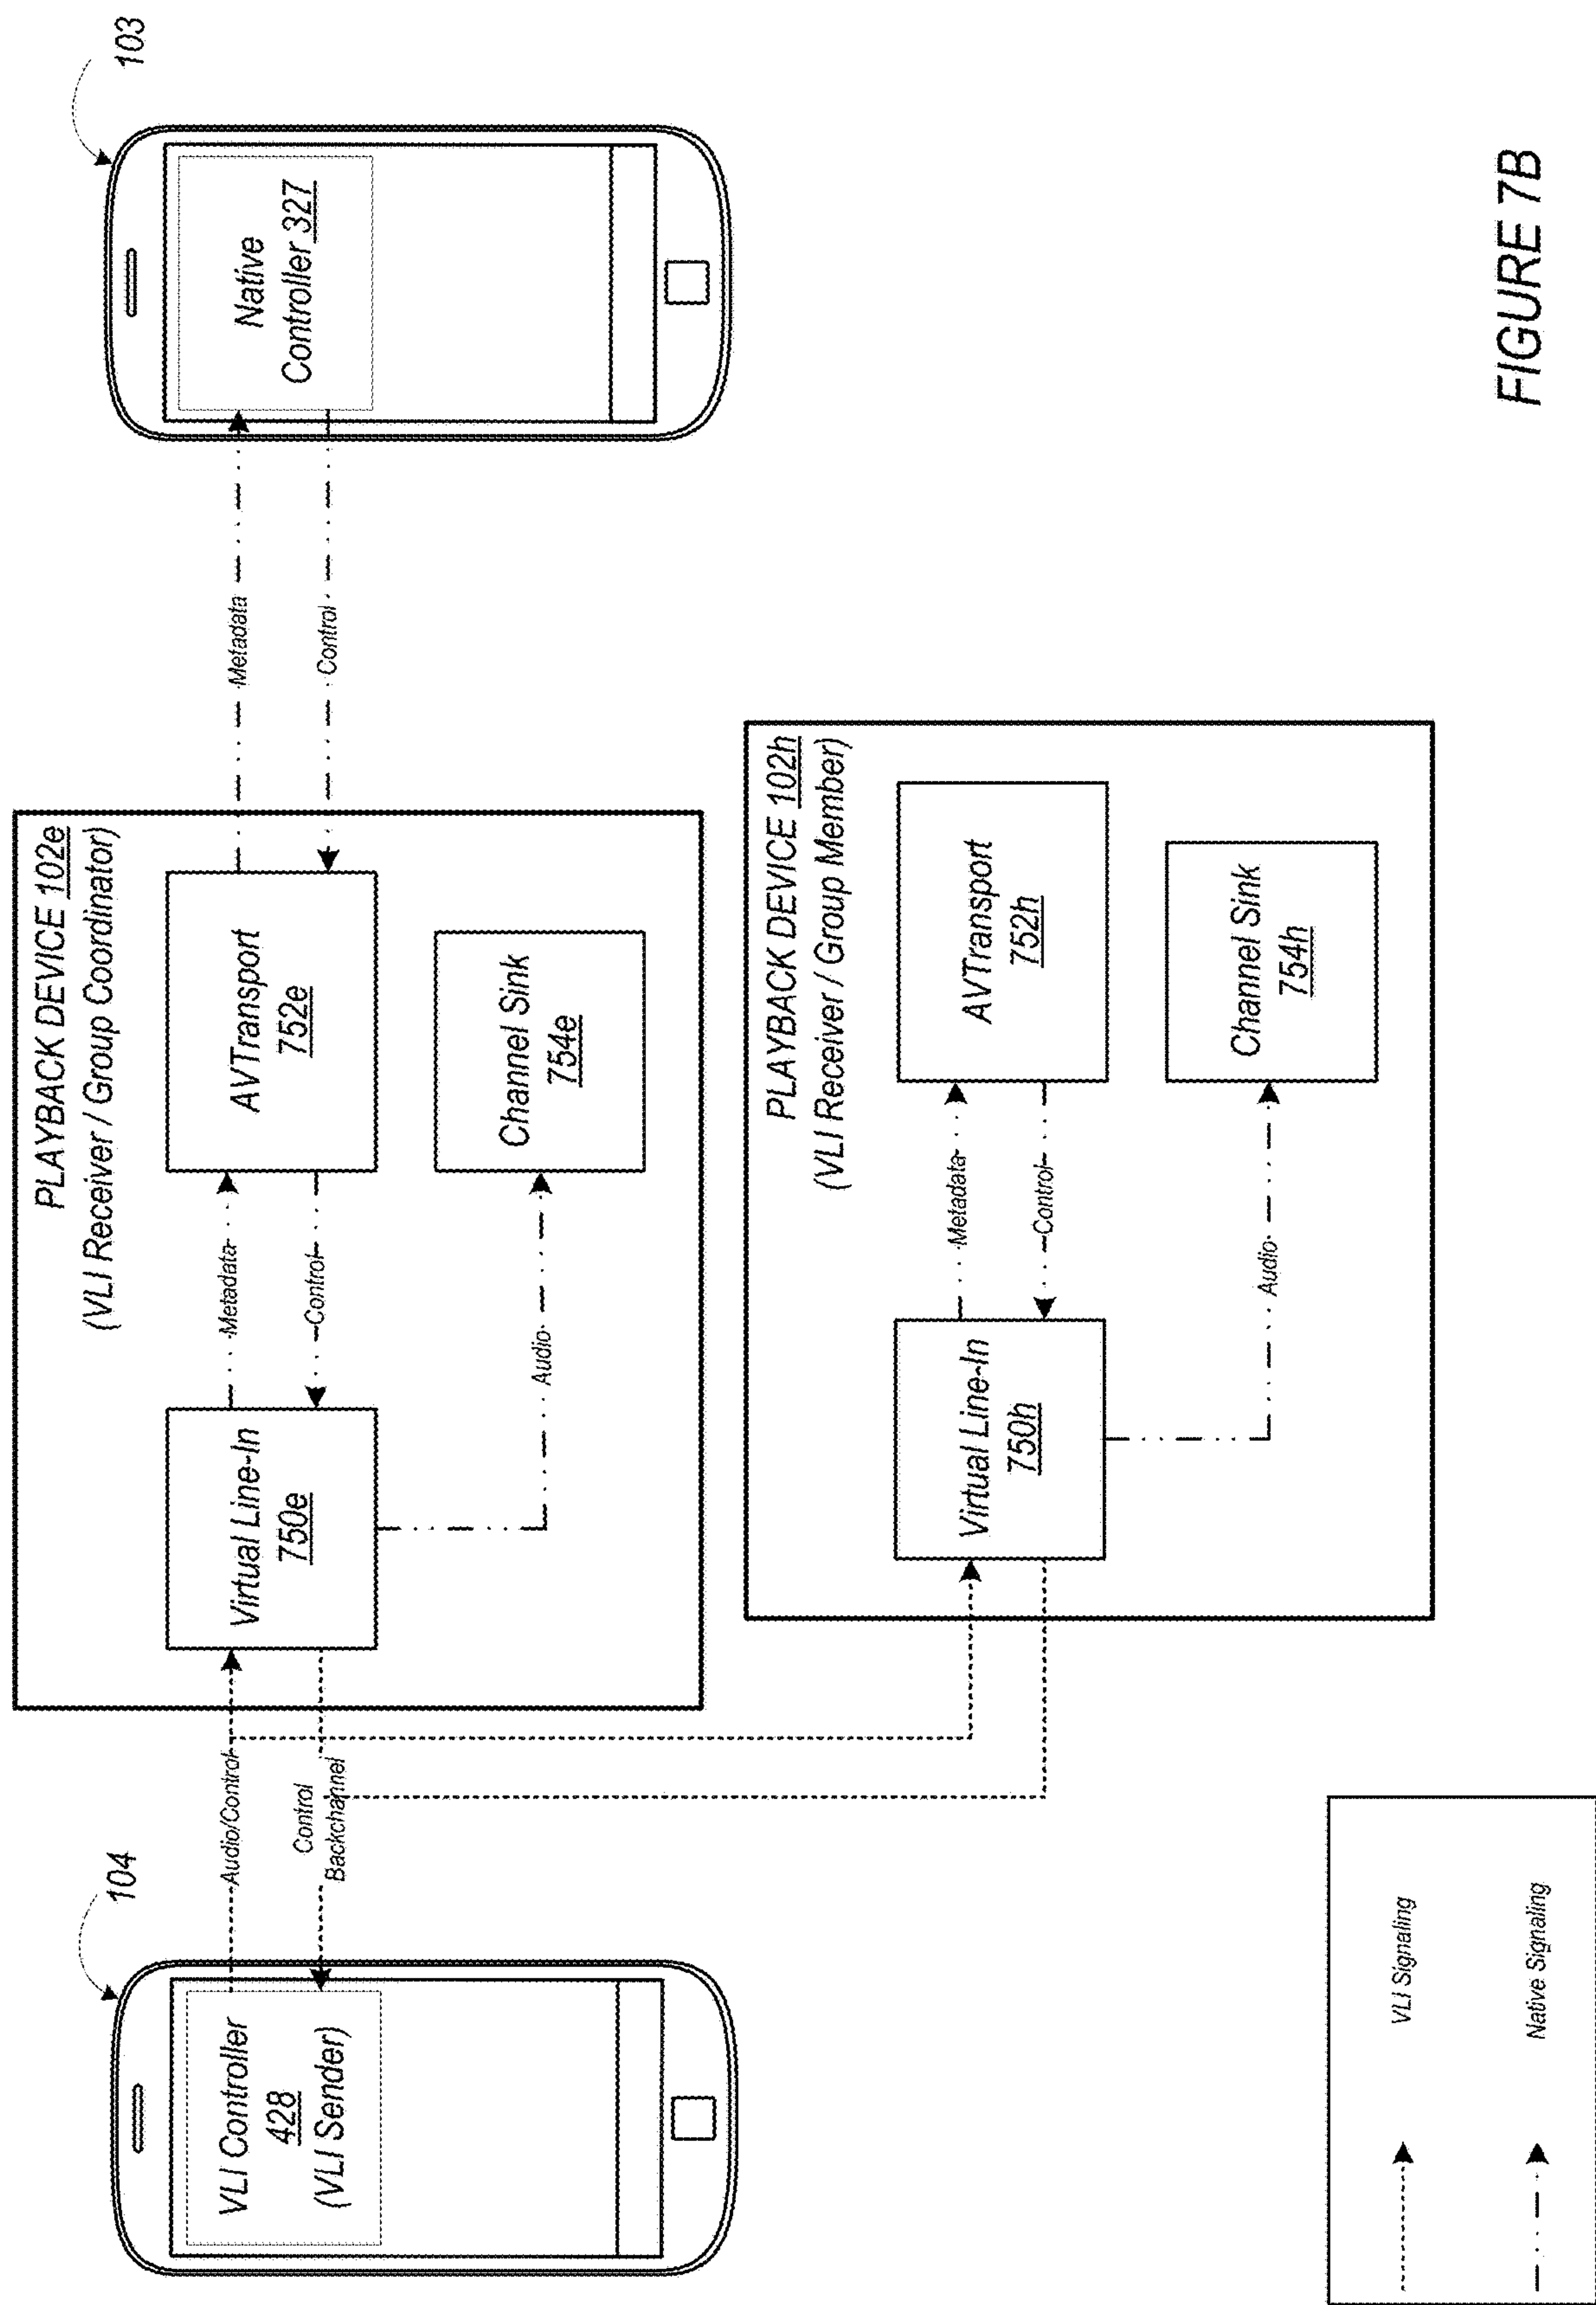 104
VLI Controller
428
(VLI Sender)
Audio/Control
Control
Backchannel
PLAYBACK DEVICE 102e
(VLI Receiver / Group Coordinator)
Virtual Line-In
750e
Metadata
Control
AVTransport
752e
Audio
Channel Sink
754e
Metadata
Control
103
Native
Controller 327
PLAYBACK DEVICE 102h
(VLI Receiver / Group Member)
Virtual Line-In
750h
Metadata
Control
AVTransport
752h
Audio
Channel Sink
754h
VLI Signaling
Native Signaling
FIGURE 7B